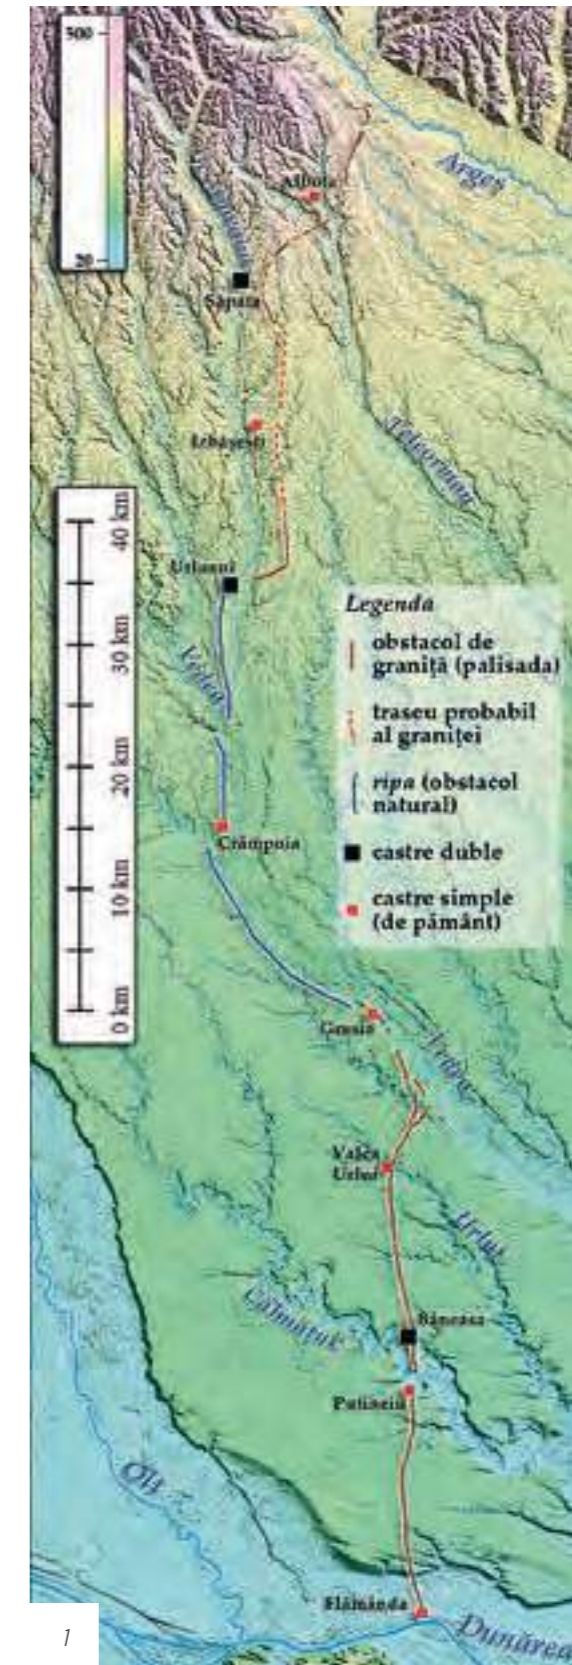 500
Argeș
Albota
20
Săpata
Teleorman
Izbășești
40 km
Urluieni
Legenda
obstacol de
graniță (palisada)
30 km
Vedea
traseu probabil
al graniței
20 km
ripa (obstacol
natural)
Crâmpoia
castre duble
10 km
castre simple
(de pământ)
0 km
Gresia
Vedea
Valea
Urlui
Urlui
Călmățui
Băneasa
Putineiu
Olt
Flămânda
Dunărea
1